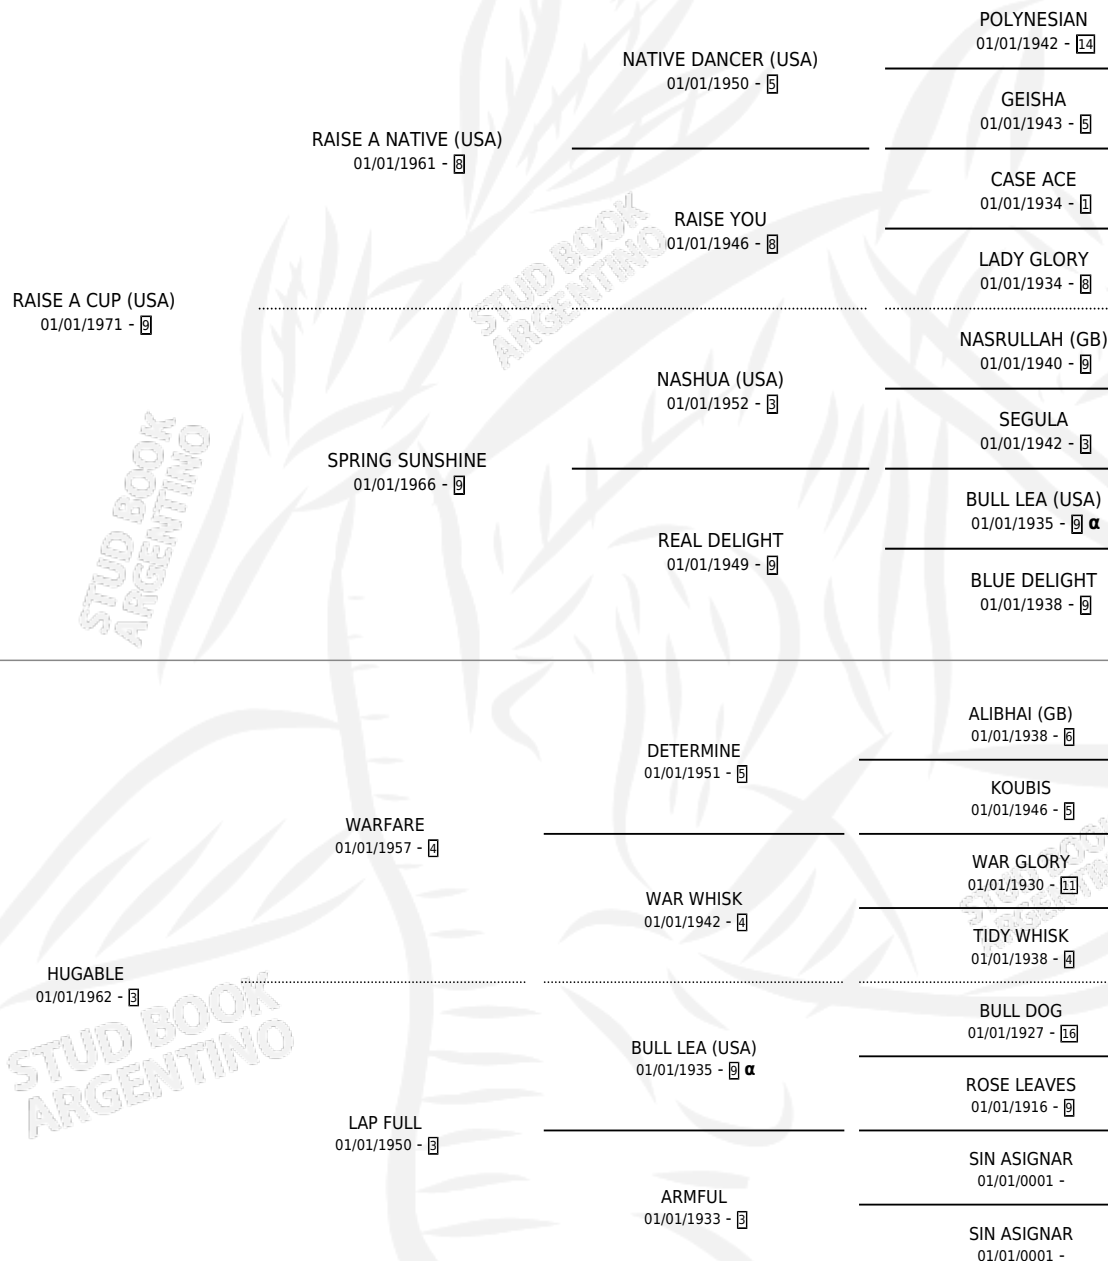 POLYNESIAN
01/01/1942 - 14
NATIVE DANCER (USA)
01/01/1950 - 5
GEISHA
01/01/1943 - 5
RAISE A NATIVE (USA)
01/01/1961 - 8
CASE ACE
01/01/1934 - 1
RAISE YOU
01/01/1946 - 8
LADY GLORY
01/01/1934 - 8
RAISE A CUP (USA)
01/01/1971 - 9
NASRULLAH (GB)
01/01/1940 - 9
NASHUA (USA)
01/01/1952 - 3
SEGULA
01/01/1942 - 3
SPRING SUNSHINE
01/01/1966 - 9
BULL LEA (USA)
01/01/1935 - 9 α
REAL DELIGHT
01/01/1949 - 9
BLUE DELIGHT
01/01/1938 - 9
ALIBHAI (GB)
01/01/1938 - 6
DETERMINE
01/01/1951 - 5
KOUBIS
01/01/1946 - 5
WARFARE
01/01/1957 - 4
WAR GLORY
01/01/1930 - 11
WAR WHISK
01/01/1942 - 4
TIDY WHISK
01/01/1938 - 4
HUGABLE
01/01/1962 - 3
BULL DOG
01/01/1927 - 16
BULL LEA (USA)
01/01/1935 - 9 α
ROSE LEAVES
01/01/1916 - 9
LAP FULL
01/01/1950 - 3
SIN ASIGNAR
01/01/0001 -
ARMFUL
01/01/1933 - 3
SIN ASIGNAR
01/01/0001 -
STUD BOOK
ARGENTINO
STUD BOOK
ARGENTINO
STUD BOOK
ARGENTINO
STUD BOOK
ARGENTINO